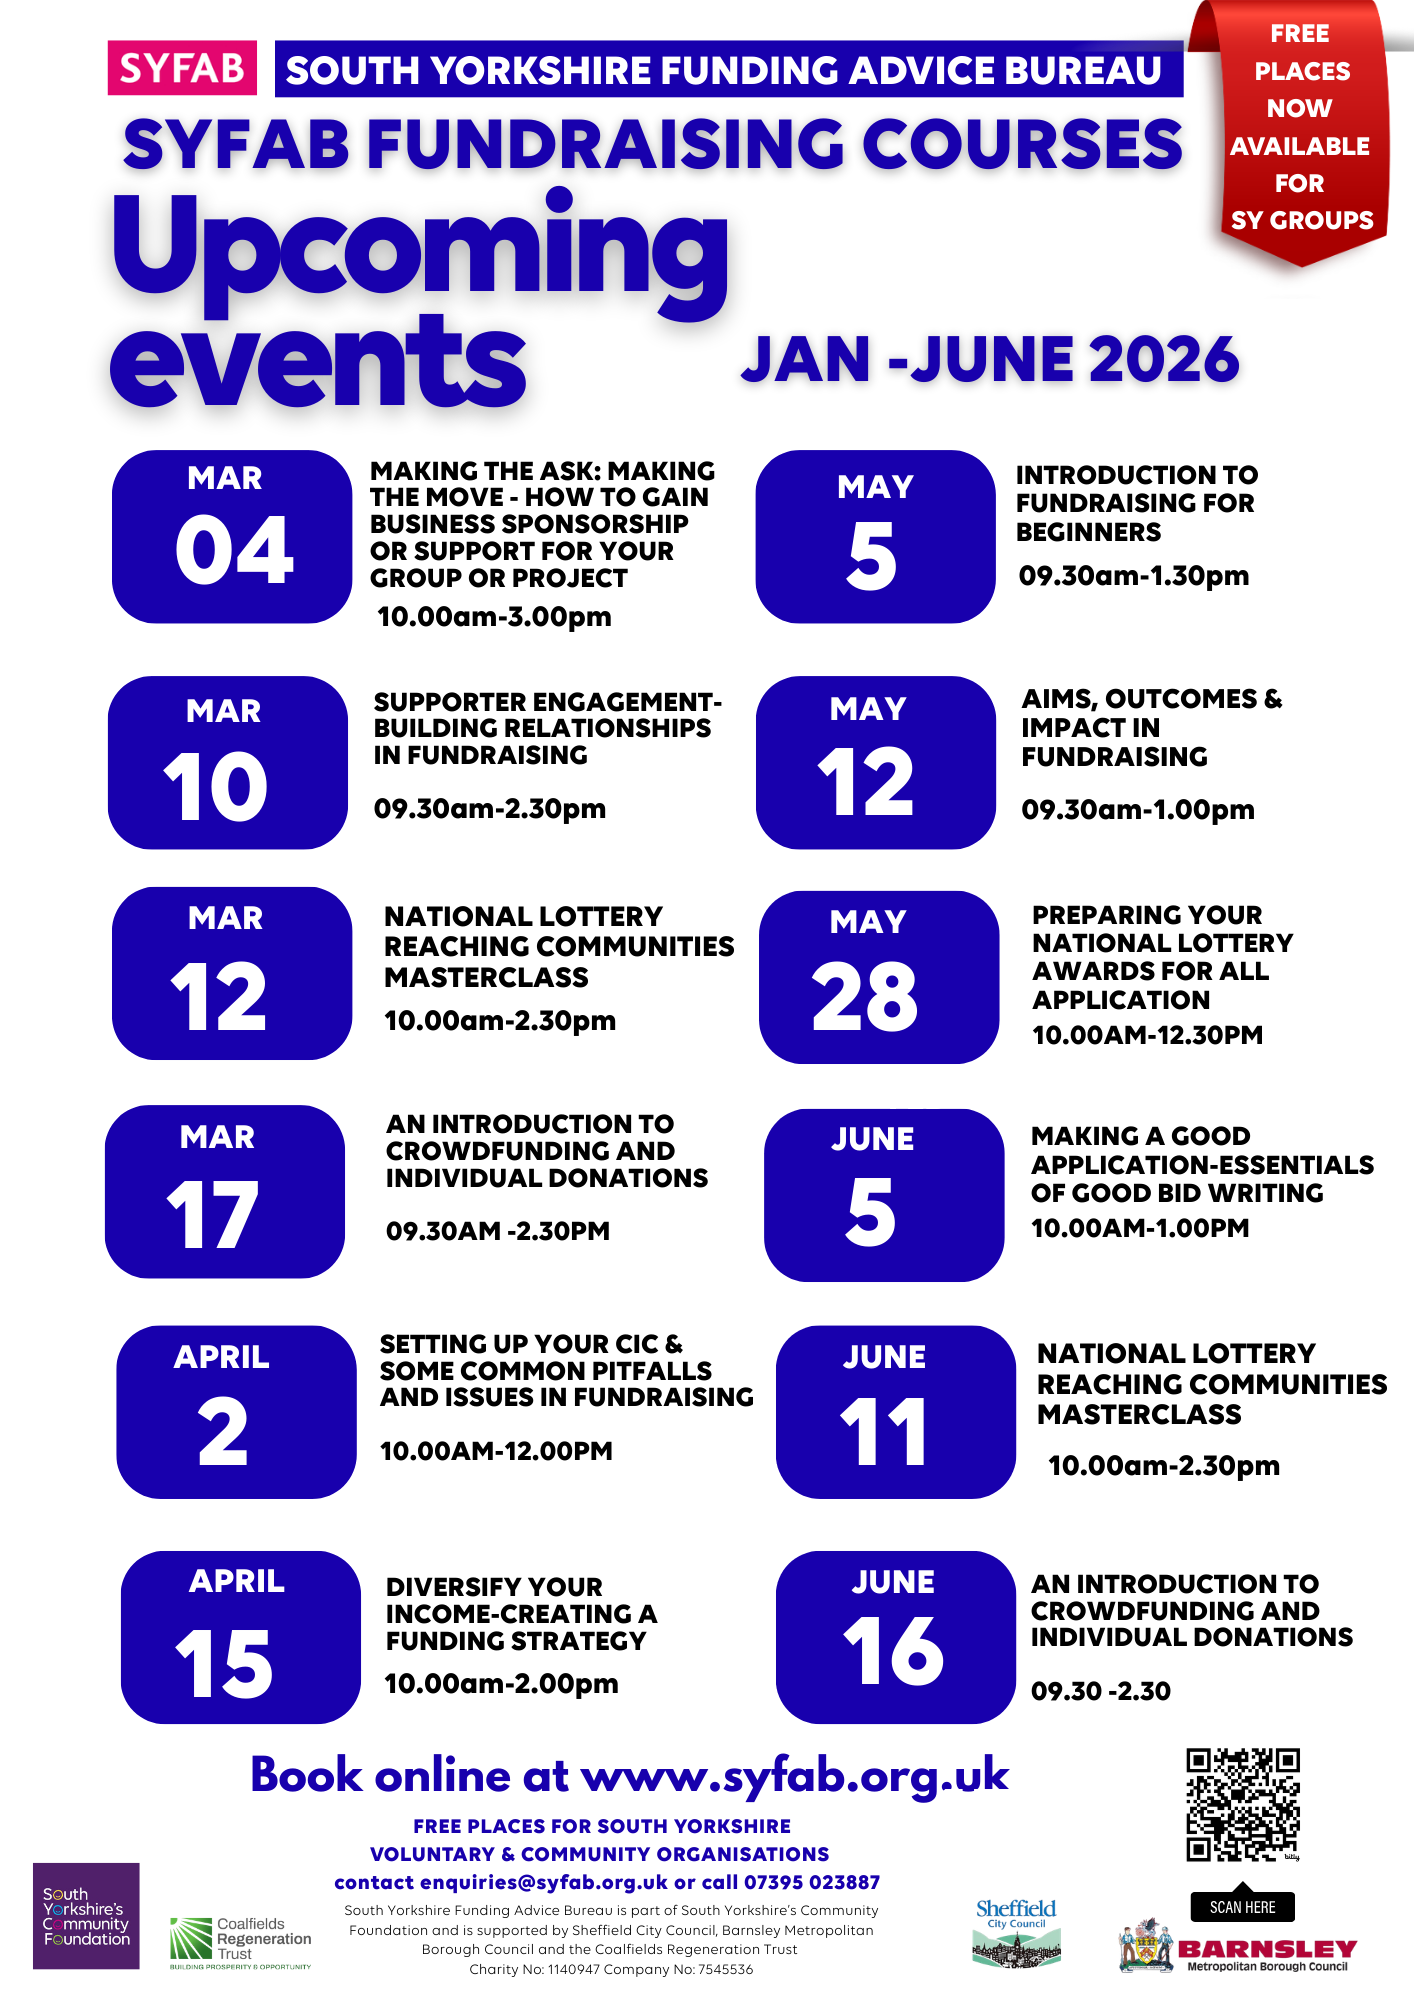 SYFAB
SOUTH YORKSHIRE FUNDING ADVICE BUREAU
FREE
PLACES
NOW
AVAILABLE
FOR
SY GROUPS
SYFAB FUNDRAISING COURSES
Upcoming
events
JAN -JUNE 2026
MAR
04
MAKING THE ASK: MAKING
THE MOVE - HOW TO GAIN
BUSINESS SPONSORSHIP
OR SUPPORT FOR YOUR
GROUP OR PROJECT
10.00am-3.00pm
MAR
10
SUPPORTER ENGAGEMENT-
BUILDING RELATIONSHIPS
IN FUNDRAISING
09.30am-2.30pm
MAR
12
NATIONAL LOTTERY
REACHING COMMUNITIES
MASTERCLASS
10.00am-2.30pm
MAR
17
AN INTRODUCTION TO
CROWDFUNDING AND
INDIVIDUAL DONATIONS
09.30AM -2.30PM
APRIL
2
SETTING UP YOUR CIC &
SOME COMMON PITFALLS
AND ISSUES IN FUNDRAISING
10.00AM-12.00PM
APRIL
15
DIVERSIFY YOUR
INCOME-CREATING A
FUNDING STRATEGY
10.00am-2.00pm
MAY
5
INTRODUCTION TO
FUNDRAISING FOR
BEGINNERS
09.30am-1.30pm
MAY
12
AIMS, OUTCOMES &
IMPACT IN
FUNDRAISING
09.30am-1.00pm
MAY
28
PREPARING YOUR
NATIONAL LOTTERY
AWARDS FOR ALL
APPLICATION
10.00AM-12.30PM
JUNE
5
MAKING A GOOD
APPLICATION-ESSENTIALS
OF GOOD BID WRITING
10.00AM-1.00PM
JUNE
11
NATIONAL LOTTERY
REACHING COMMUNITIES
MASTERCLASS
10.00am-2.30pm
JUNE
16
AN INTRODUCTION TO
CROWDFUNDING AND
INDIVIDUAL DONATIONS
09.30 -2.30
Book online at www.syfab.org.uk
FREE PLACES FOR SOUTH YORKSHIRE
VOLUNTARY & COMMUNITY ORGANISATIONS
contact enquiries@syfab.org.uk or call 07395 023887
South Yorkshire Funding Advice Bureau is part of South Yorkshire's Community
Foundation and is supported by Sheffield City Council, Barnsley Metropolitan
Borough Council and the Coalfields Regeneration Trust
Charity No: 1140947 Company No: 7545536
South
Yorkshire's
Community
Foundation
Coalfields
Regeneration
Trust
BUILDING PROSPERITY & OPPORTUNITY
Sheffield
City Council
bitly
SCAN HERE
BARNSLEY
Metropolitan Borough Council